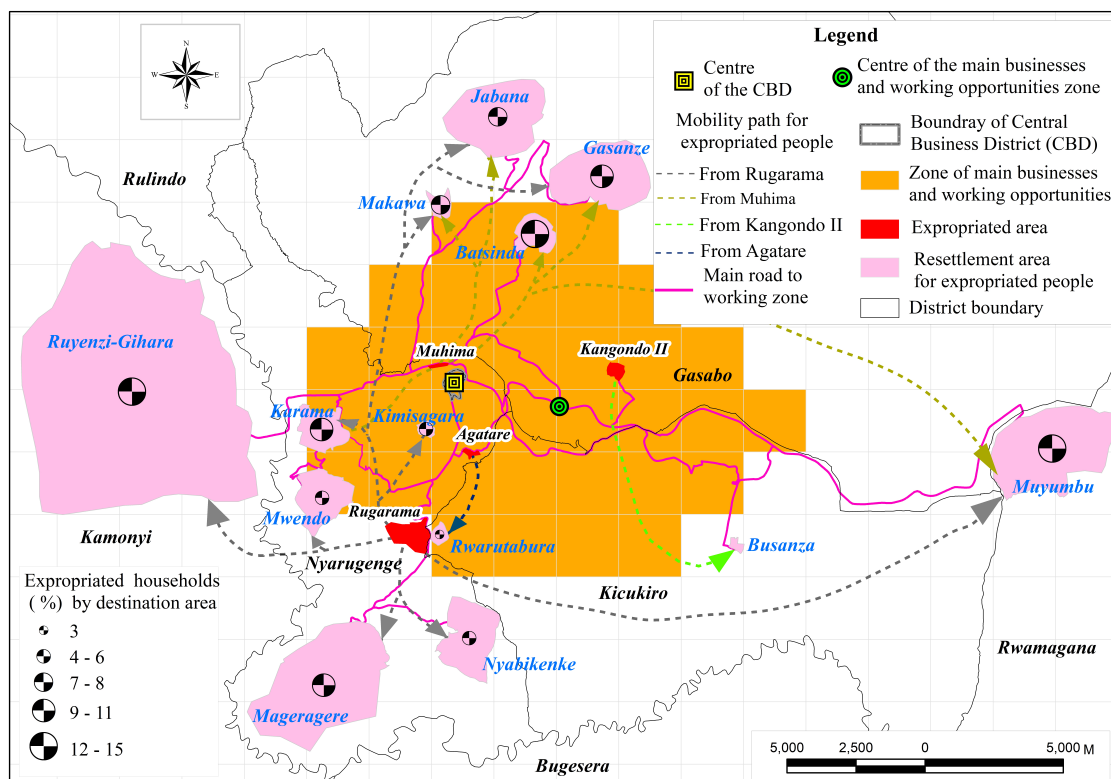 N
W
E
S
Legend
Centre
of the CBD
Centre of the main businesses
and working opportunities zone
Mobility path for
expropriated people
From Rugarama
From Muhima
From Kangondo II
From Agatare
Main road to
working zone
Boundray of Central
Business District (CBD)
Zone of main businesses
and working opportunities
Expropriated area
Resettlement area
for expropriated people
District boundary
Jabana
Gasanze
Rulindo
Makawa
Batsinda
Ruyenzi-Gihara
Muhima
Kangondo II
Gasabo
Karama
Kimisagara
Agatare
Muyumbu
Mwendo
Rugarama
Kamonyi
Rwarutabura
Busanza
Nyarugenge
Kicukiro
Nyabikenke
Rwamagana
Mageragere
Bugesera
Expropriated households
( %) by destination area
3
4 - 6
7 - 8
9 - 11
12 - 15
5,000 2,500 0 5,000 M